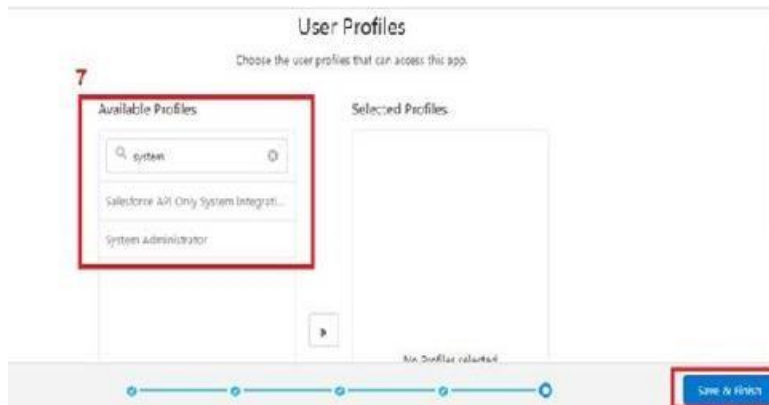 User Profiles
Choose the user profiles that can access this app.
7
Available Profiles
Selected Profiles
system
Salesforce API Only System Integrati...
System Administrator
No Profiles selected
Save & Finish